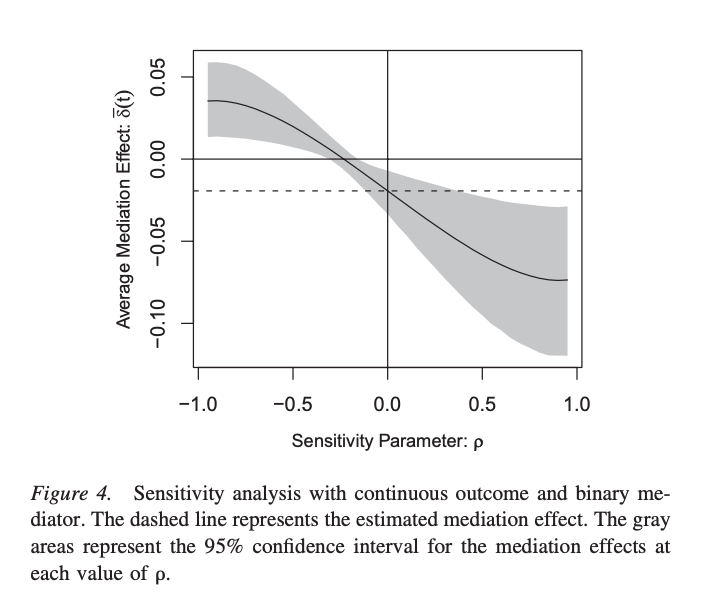 Average Mediation Effect: δ̄(t)
0.05
0.00
−0.05
−0.10
−1.0 −0.5 0.0 0.5 1.0
Sensitivity Parameter: ρ
Figure 4. Sensitivity analysis with continuous outcome and binary me-
diator. The dashed line represents the estimated mediation effect. The gray
areas represent the 95% confidence interval for the mediation effects at
each value of ρ.